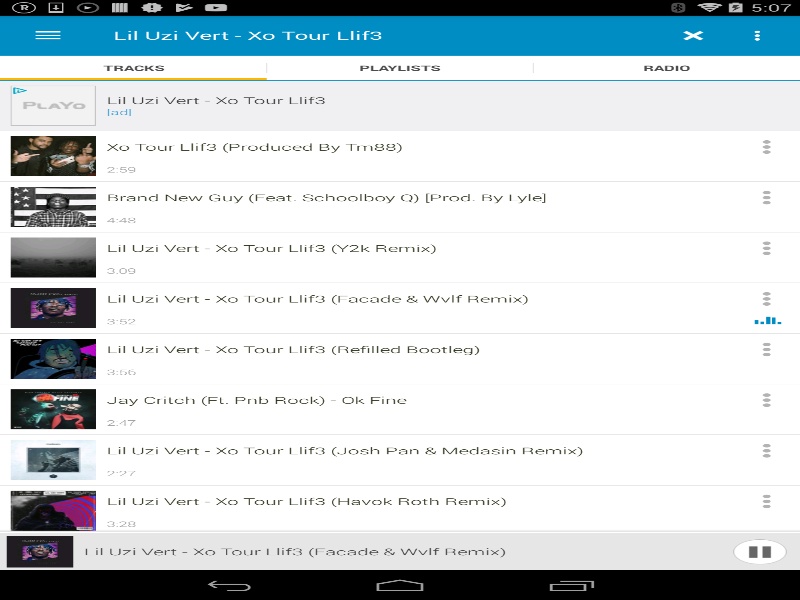 5:07
Lil Uzi Vert - Xo Tour Llif3
TRACKS PLAYLISTS RADIO
PLAYO
Lil Uzi Vert - Xo Tour Llif3
[ad]
Xo Tour Llif3 (Produced By Tm88)
2:59
Brand New Guy (Feat. Schoolboy Q) [Prod. By Lyle]
4:48
Lil Uzi Vert - Xo Tour Llif3 (Y2k Remix)
3:09
Lil Uzi Vert - Xo Tour Llif3 (Facade & Wvlf Remix)
3:52
Lil Uzi Vert - Xo Tour Llif3 (Refilled Bootleg)
3:56
Jay Critch (Ft. Pnb Rock) - Ok Fine
2:47
Lil Uzi Vert - Xo Tour Llif3 (Josh Pan & Medasin Remix)
2:27
Lil Uzi Vert - Xo Tour Llif3 (Havok Roth Remix)
3:28
Lil Uzi Vert - Xo Tour Llif3 (Facade & Wvlf Remix)